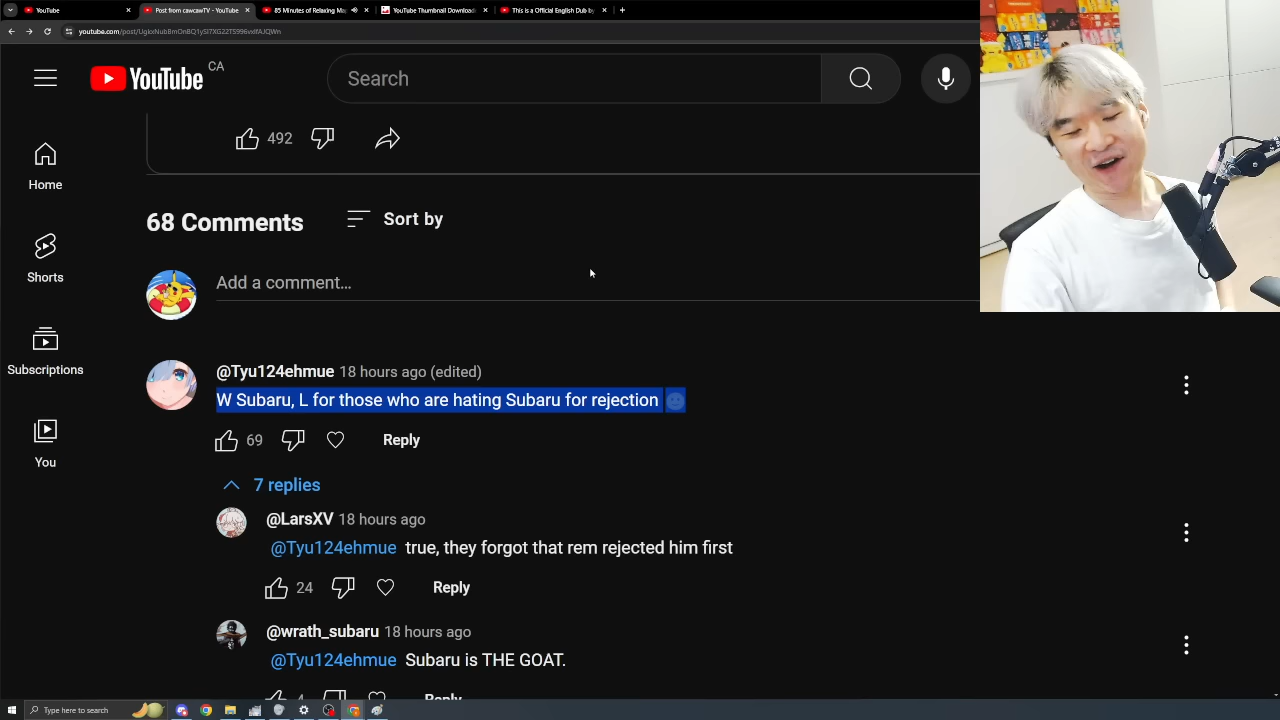 YouTube
Post from cawcawTV - YouTube
85 Minutes of Relaxing
YouTube Thumbnail Download
This is a Official English Dub by
YouTube
CA
Search
Home
Shorts
Subscriptions
You
492
68 Comments
Sort by
Add a comment...
@Tyu124ehmue 18 hours ago (edited)
W Subaru, L for those who are hating Subaru for rejection
69
Reply
7 replies
@LarsXV 18 hours ago
@Tyu124ehmue true, they forgot that rem rejected him first
24
Reply
@wrath_subaru 18 hours ago
@Tyu124ehmue Subaru is THE GOAT.
4
Reply
Type here to search